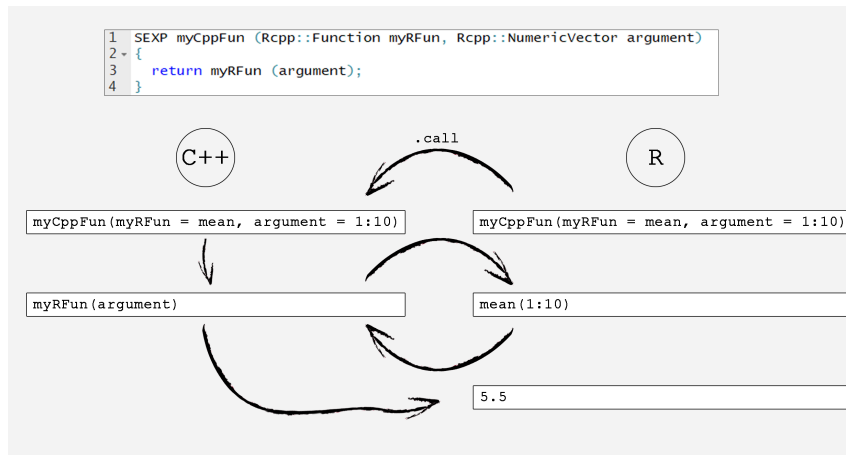 1 SEXP myCppFun (Rcpp::Function myRFun, Rcpp::NumericVector argument)
2 {
3 return myRFun (argument);
4 }
.call
C++
R
myCppFun(myRFun = mean, argument = 1:10)
myCppFun(myRFun = mean, argument = 1:10)
myRFun(argument)
mean(1:10)
5.5